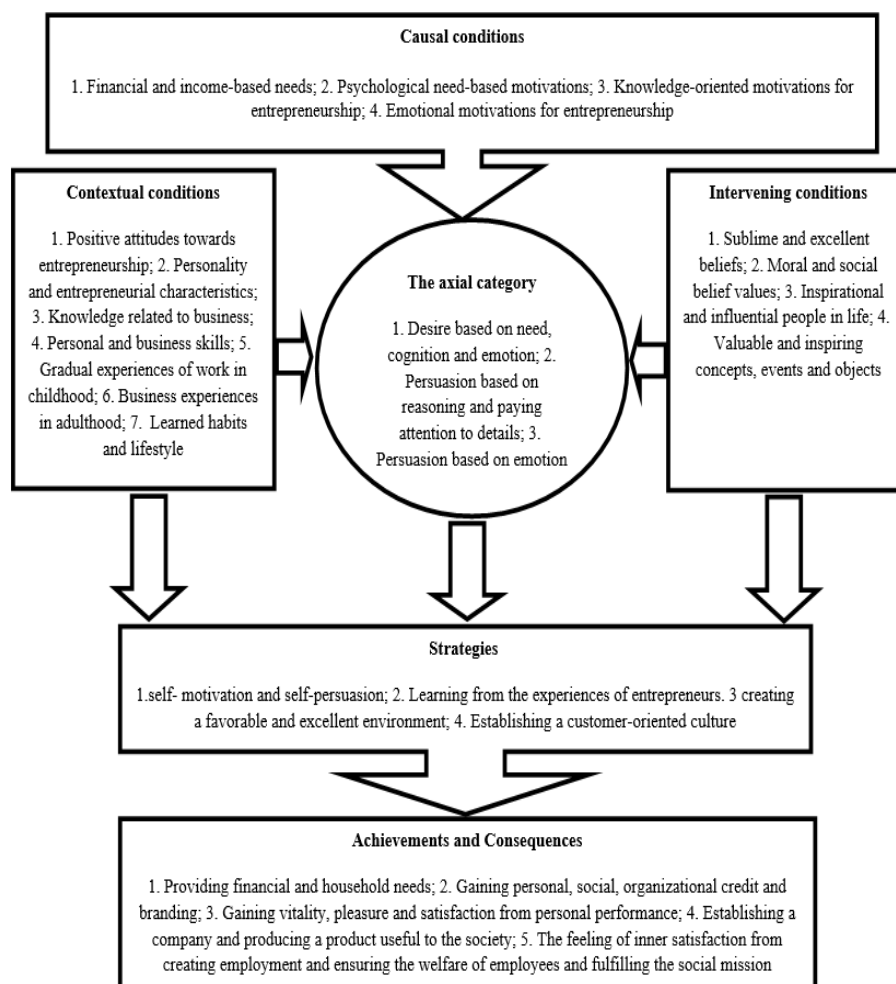 Causal conditions
1. Financial and income-based needs; 2. Psychological need-based motivations; 3. Knowledge-oriented motivations for
entrepreneurship; 4. Emotional motivations for entrepreneurship
Contextual conditions
1. Positive attitudes towards
entrepreneurship; 2. Personality
and entrepreneurial characteristics;
3. Knowledge related to business;
4. Personal and business skills; 5.
Gradual experiences of work in
childhood; 6. Business experiences
in adulthood; 7. Learned habits
and lifestyle
The axial category
1. Desire based on need,
cognition and emotion; 2.
Persuasion based on
reasoning and paying
attention to details; 3.
Persuasion based on emotion
Intervening conditions
1. Sublime and excellent
beliefs; 2. Moral and social
belief values; 3. Inspirational
and influential people in life; 4.
Valuable and inspiring
concepts, events and objects
Strategies
1.self- motivation and self-persuasion; 2. Learning from the experiences of entrepreneurs. 3 creating
a favorable and excellent environment; 4. Establishing a customer-oriented culture
Achievements and Consequences
1. Providing financial and household needs; 2. Gaining personal, social, organizational credit and
branding; 3. Gaining vitality, pleasure and satisfaction from personal performance; 4. Establishing a
company and producing a product useful to the society; 5. The feeling of inner satisfaction from
creating employment and ensuring the welfare of employees and fulfilling the social mission